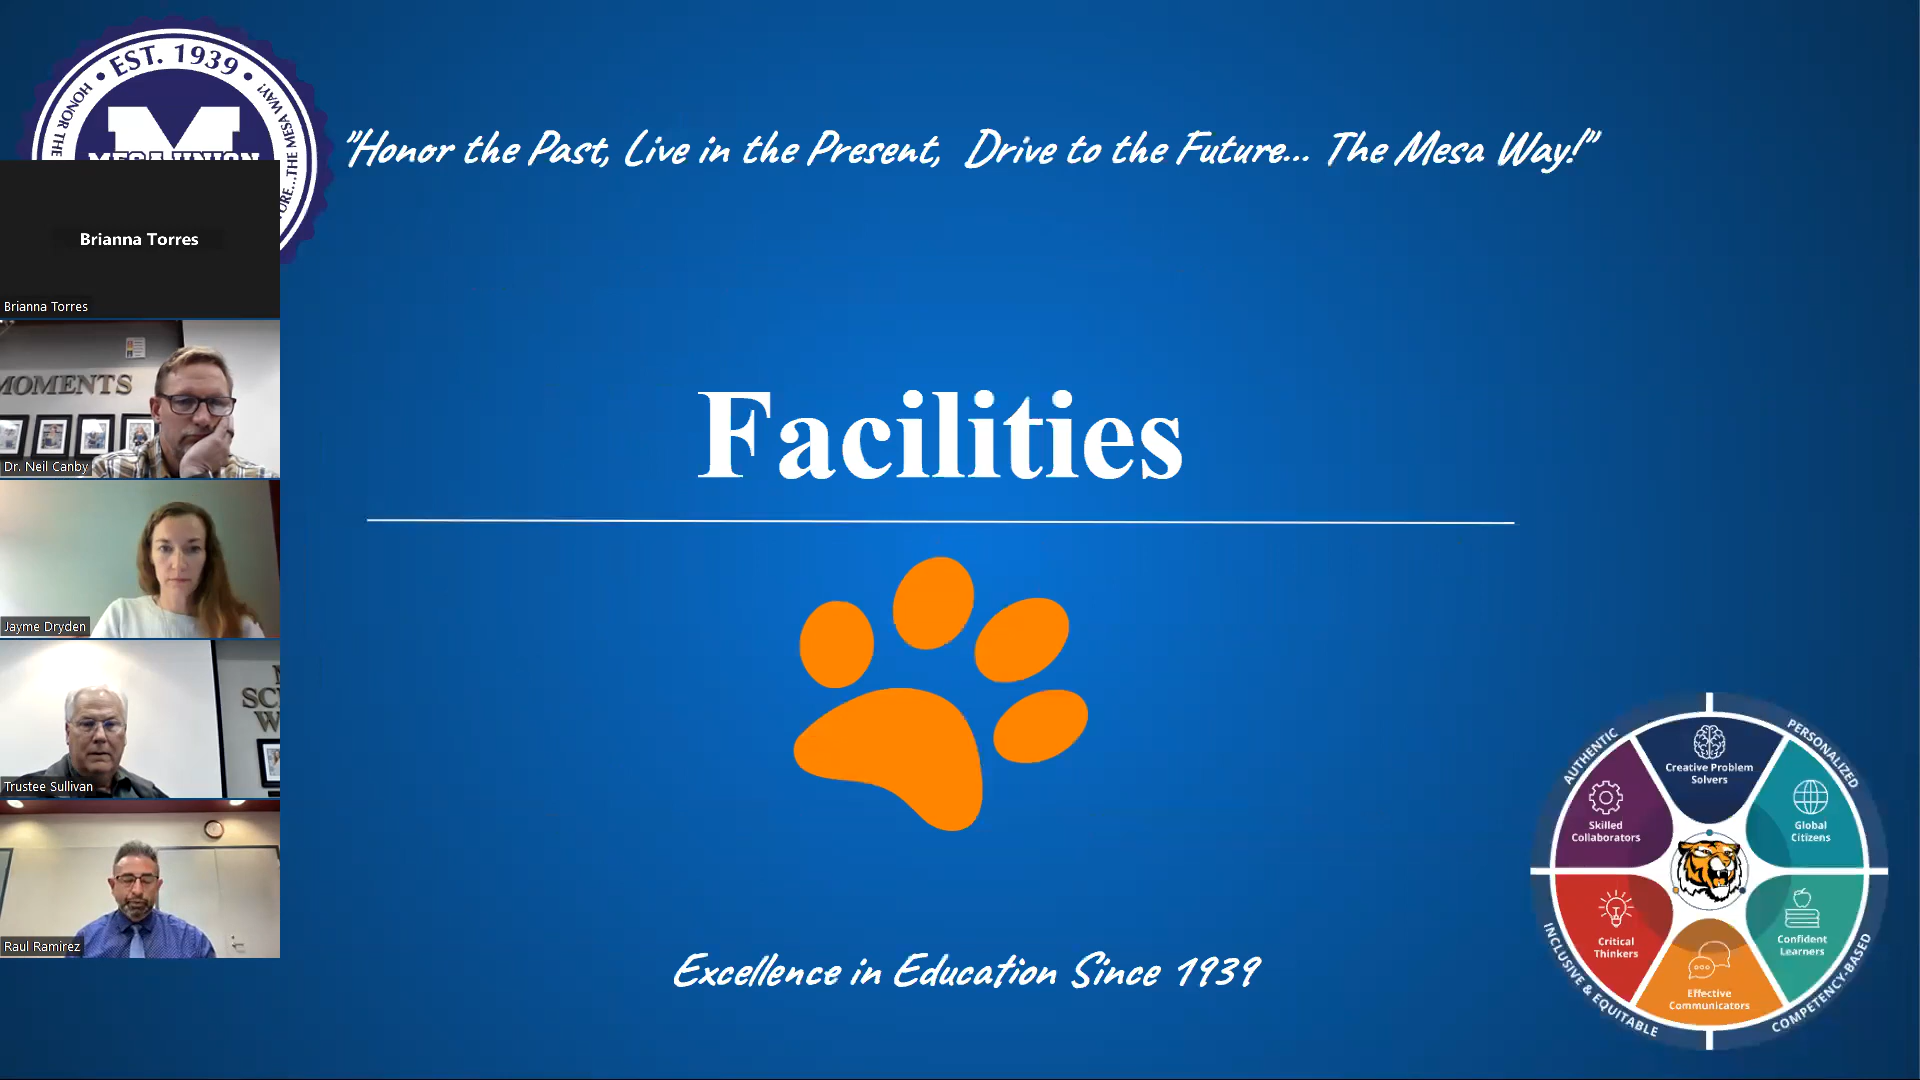 • EST. 1939 •
HONOR THE
MESA WAY!
M
MESA UNION
...THE MESA
"Honor the Past, Live in the Present, Drive to the Future... The Mesa Way!"
Brianna Torres
Brianna Torres
MOMENTS
Dr. Neil Canby
Jayme Dryden
Trustee Sullivan
Raul Ramirez
Facilities
Excellence in Education Since 1939
AUTHENTIC
PERSONALIZED
Creative Problem
Solvers
Skilled
Collaborators
Global
Citizens
Critical
Thinkers
Confident
Learners
Effective
Communicators
INCLUSIVE & EQUITABLE
COMPETENCY-BASED